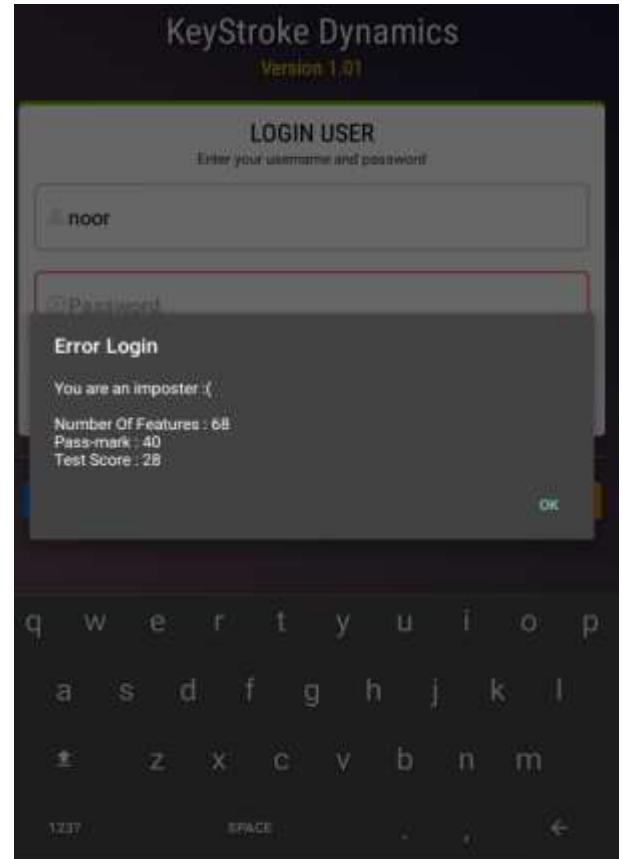 KeyStroke Dynamics
Version 1.01
LOGIN USER
Enter your username and password
noor
Password
Error Login
You are an imposter :(
Number Of Features : 68
Pass-mark : 40
Test Score : 28
OK
q w e r t y u i o p
a s d f g h j k l
z x c v b n m
123? SPACE . ,